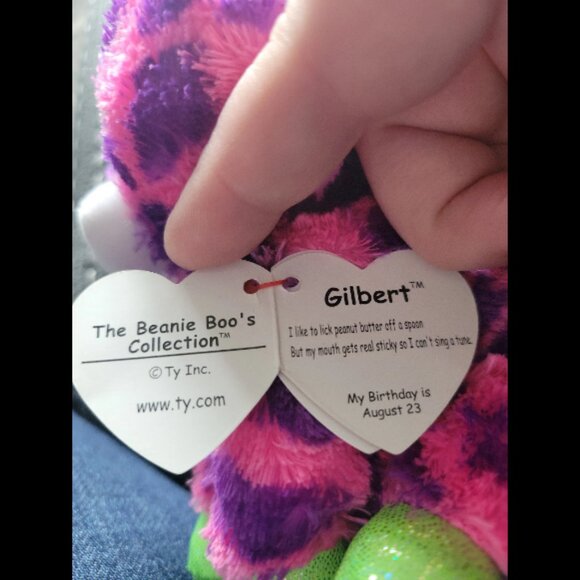 The Beanie Boo's
Collection™
© Ty Inc.
www.ty.com
Gilbert™
I like to lick peanut butter off a spoon
But my mouth gets real sticky so I can't sing a tune.
My Birthday is
August 23